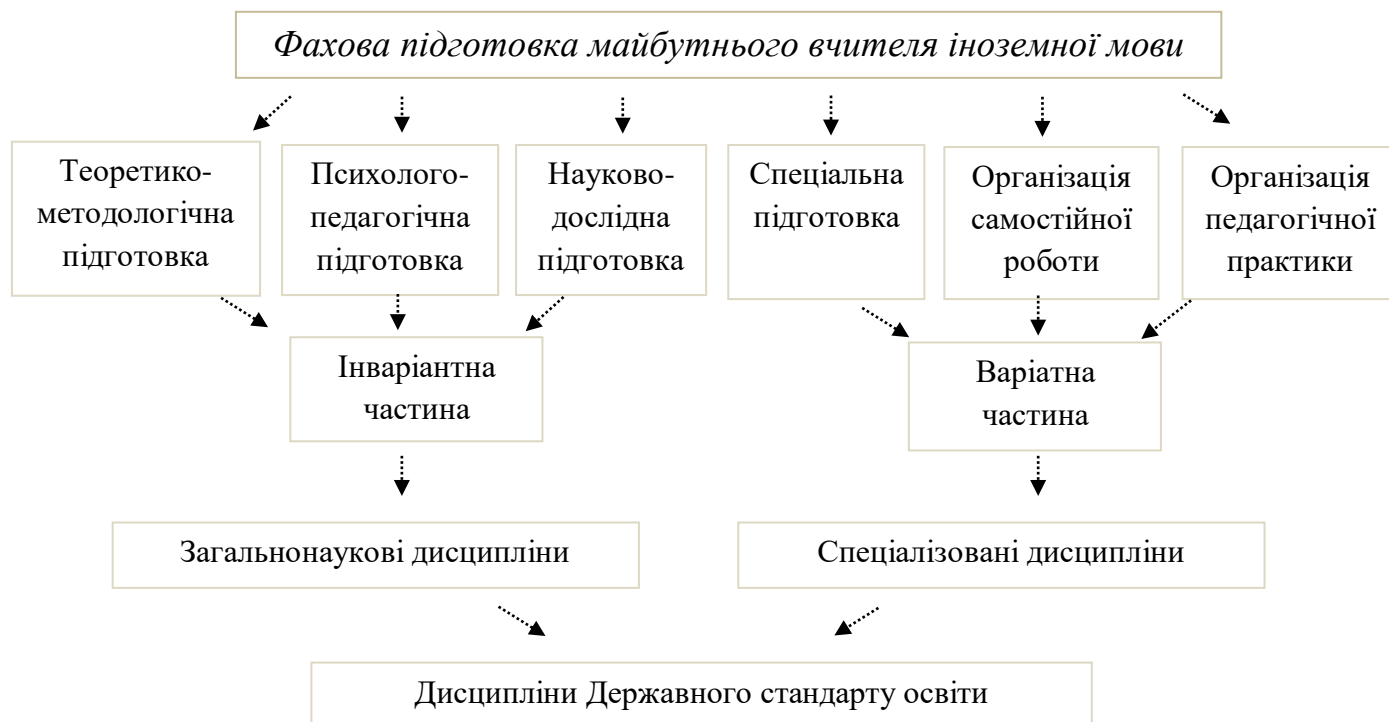 Фахова підготовка майбутнього вчителя іноземної мови
Теоретико-
методологічна
підготовка
Психолого-
педагогічна
підготовка
Науково-
дослідна
підготовка
Спеціальна
підготовка
Організація
самостійної
роботи
Організація
педагогічної
практики
Інваріантна
частина
Варіатна
частина
Загальнонаукові дисципліни
Спеціалізовані дисципліни
Дисципліни Державного стандарту освіти